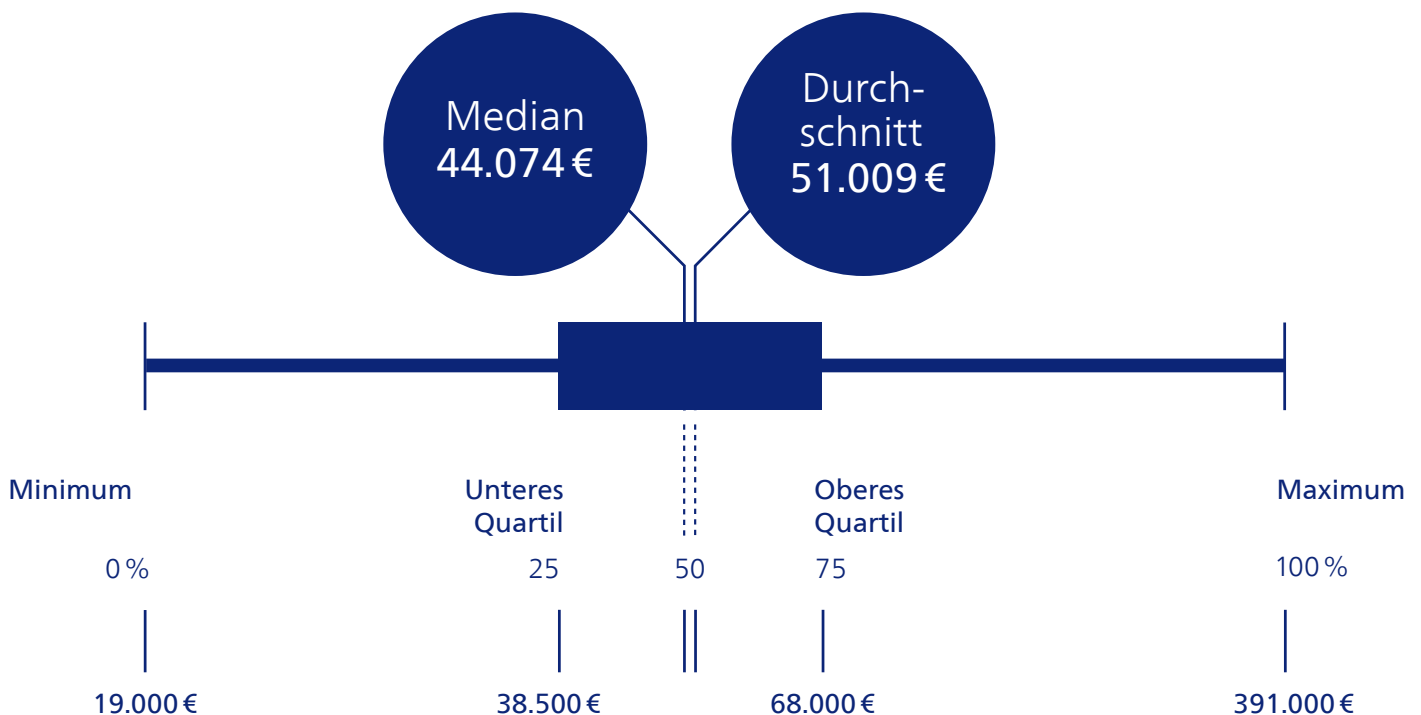 Median
44.074 €
Durch-
schnitt
51.009 €
Minimum
Unteres
Quartil
Oberes
Quartil
Maximum
0 %
25
50
75
100 %
19.000 €
38.500 €
68.000 €
391.000 €